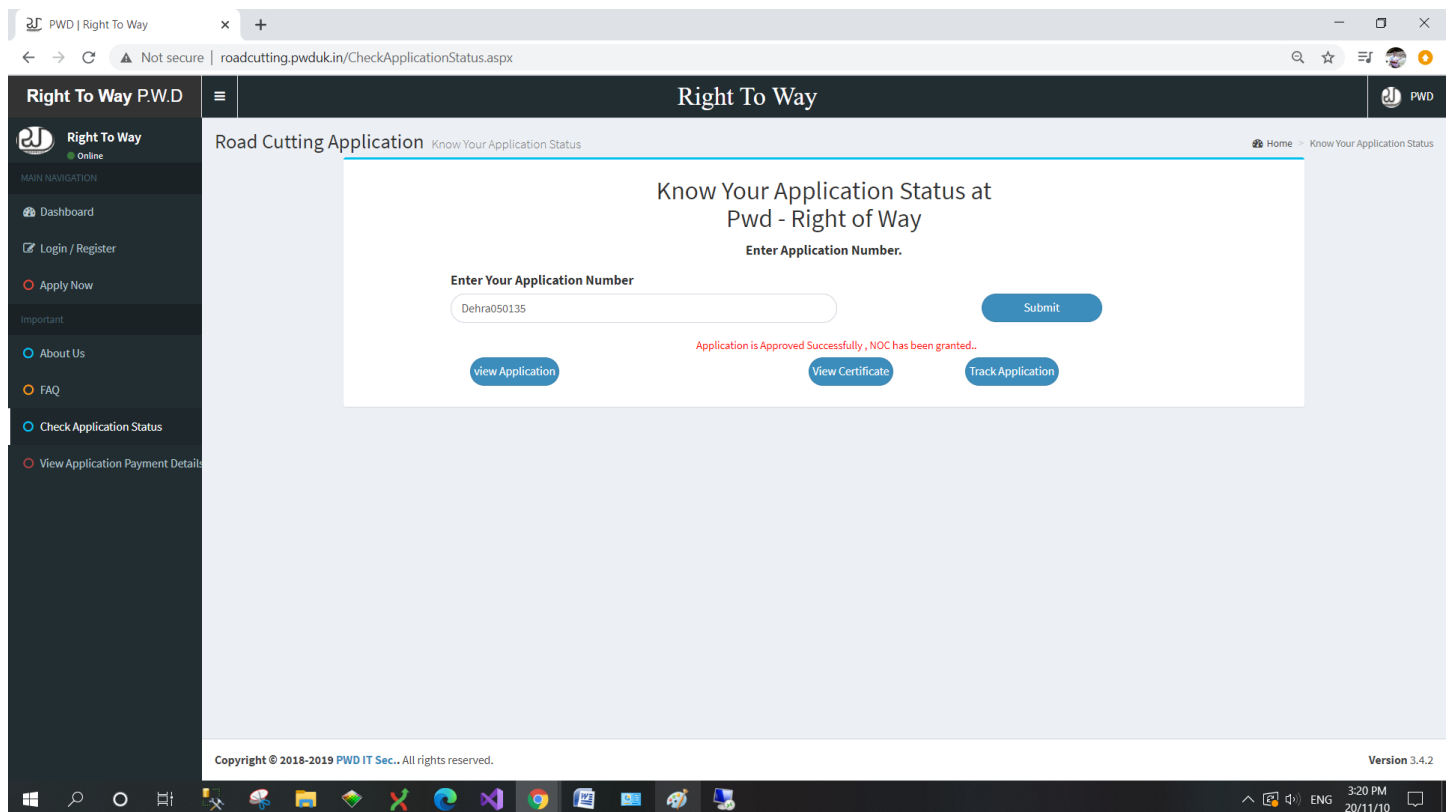 PWD | Right To Way
Not secure | roadcutting.pwduk.in/CheckApplicationStatus.aspx
Right To Way P.W.D
Right To Way
PWD
Right To Way
Online
Road Cutting Application Know Your Application Status
Home > Know Your Application Status
MAIN NAVIGATION
Dashboard
Login / Register
Apply Now
Important
About Us
FAQ
Check Application Status
View Application Payment Details
Know Your Application Status at
Pwd - Right of Way
Enter Application Number.
Enter Your Application Number
Dehra050135
Submit
Application is Approved Successfully , NOC has been granted..
view Application
View Certificate
Track Application
Copyright © 2018-2019 PWD IT Sec.. All rights reserved.
Version 3.4.2
ENG
3:20 PM
20/11/10